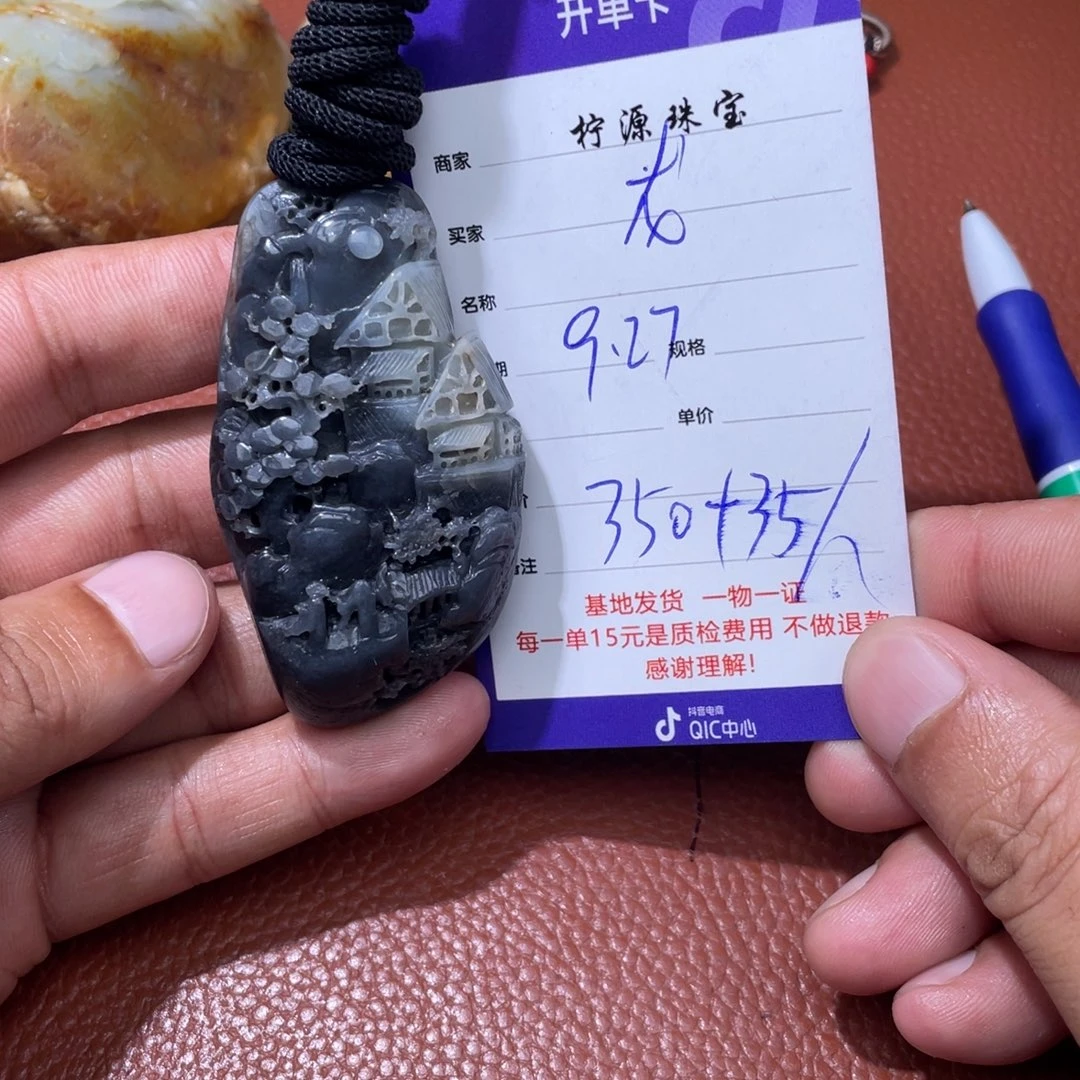 开单卡
商家 柠源珠宝
买家
名称
期 9.27 规格
单价
价 350+35/
备注
基地发货 一物一证
每一单15元是质检费用 不做退款
感谢理解!
抖音电商
QIC中心